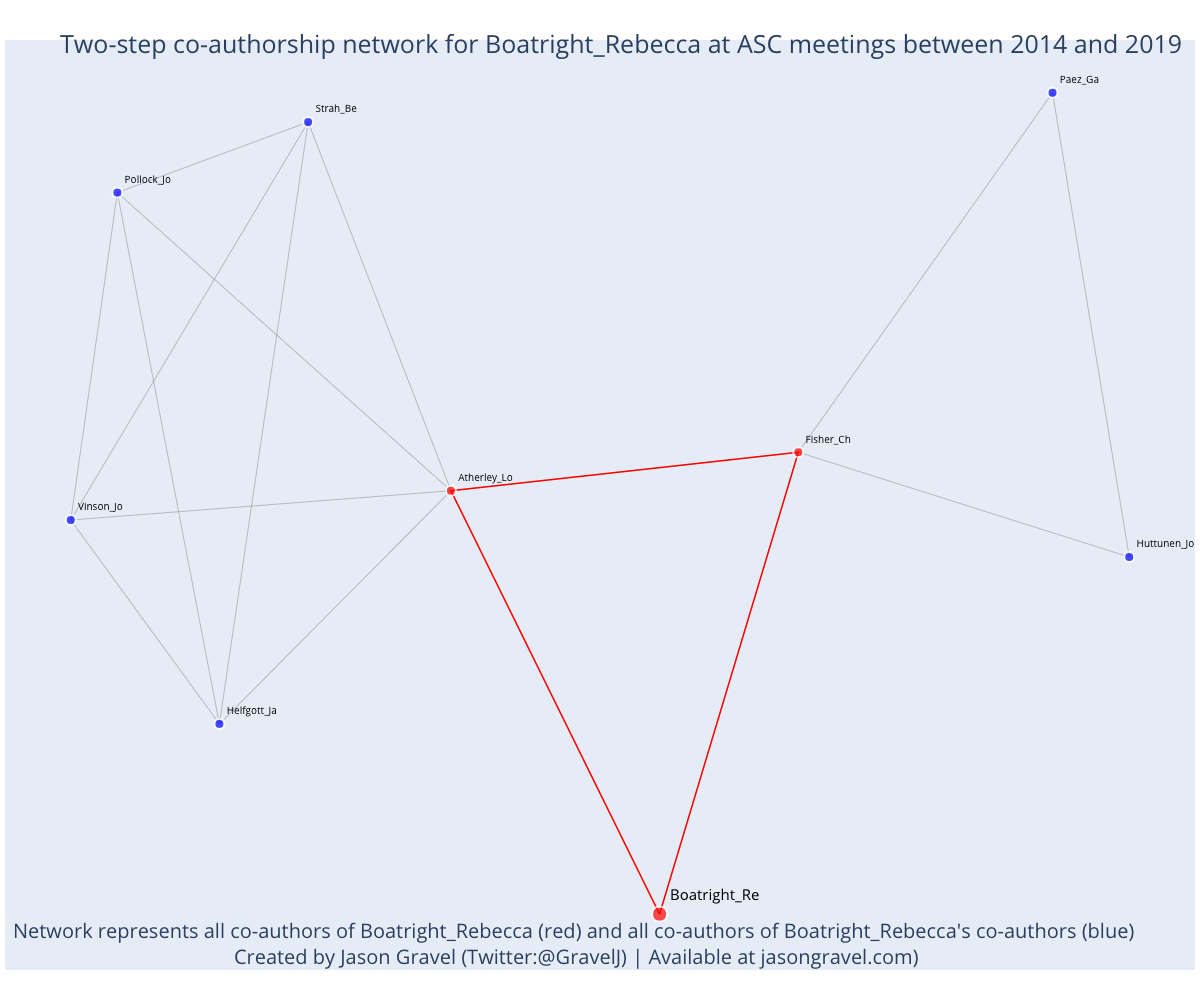 Two-step co-authorship network for Boatright_Rebecca at ASC meetings between 2014 and 2019
Paez_Ga
Strah_Be
Pollock_Jo
Fisher_Ch
Atherley_Lo
Vinson_Jo
Huttunen_Jo
Helfgott_Ja
Boatright_Re
Network represents all co-authors of Boatright_Rebecca (red) and all co-authors of Boatright_Rebecca's co-authors (blue)
Created by Jason Gravel (Twitter:@GravelJ) | Available at jasongravel.com)